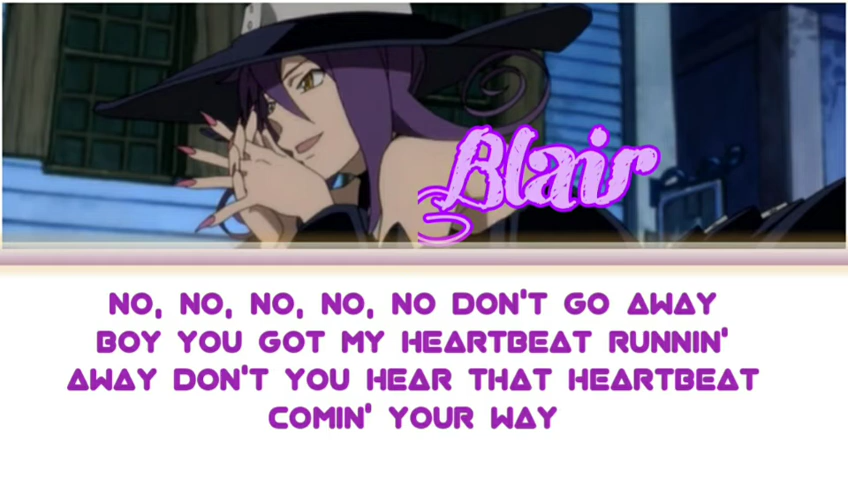 Blair
NO, NO, NO, NO, NO DON'T GO AWAY
BOY YOU GOT MY HEARTBEAT RUNNIN'
AWAY DON'T YOU HEAR THAT HEARTBEAT
COMIN' YOUR WAY